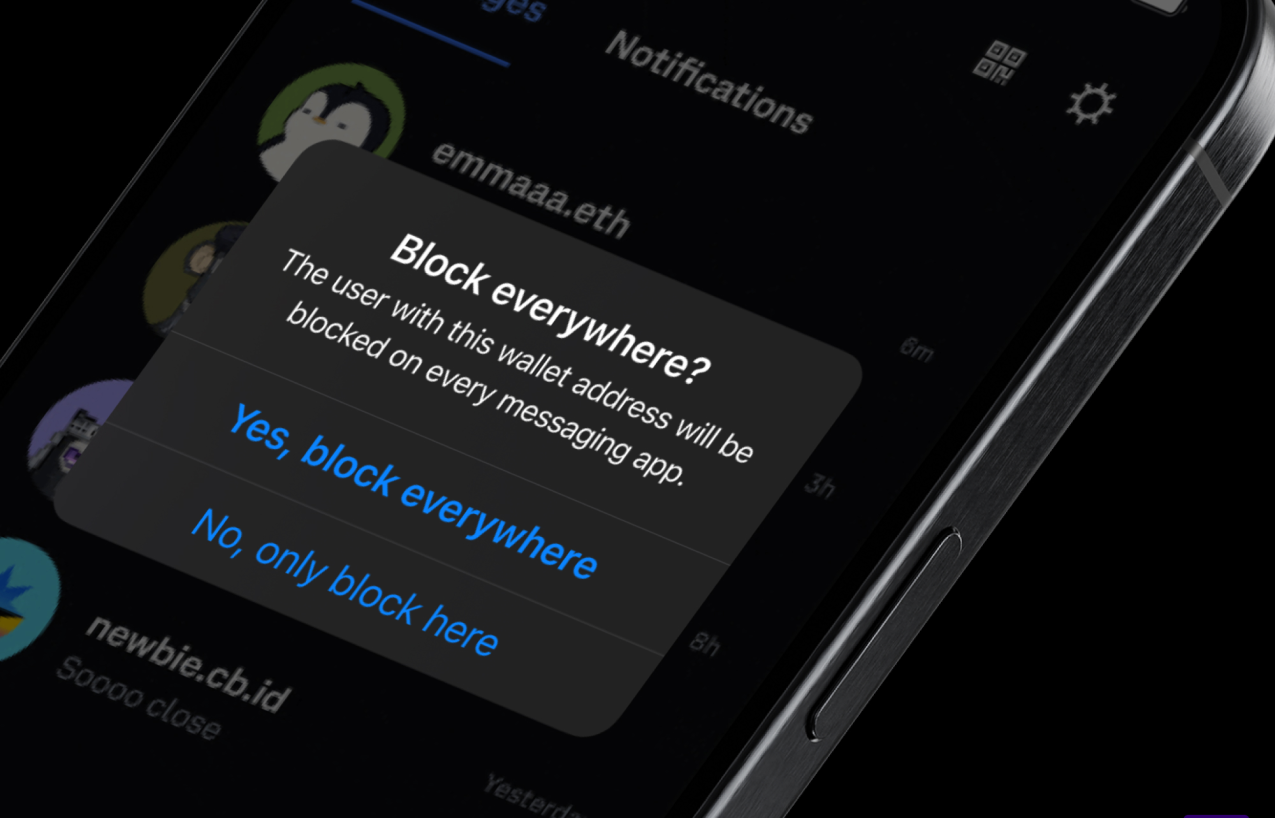 Notifications
emmaaa.eth
Block everywhere?
The user with this wallet address will be
blocked on every messaging app.
6m
3h
Yes, block everywhere
No, only block here
8h
newbie.cb.id
Soooo close